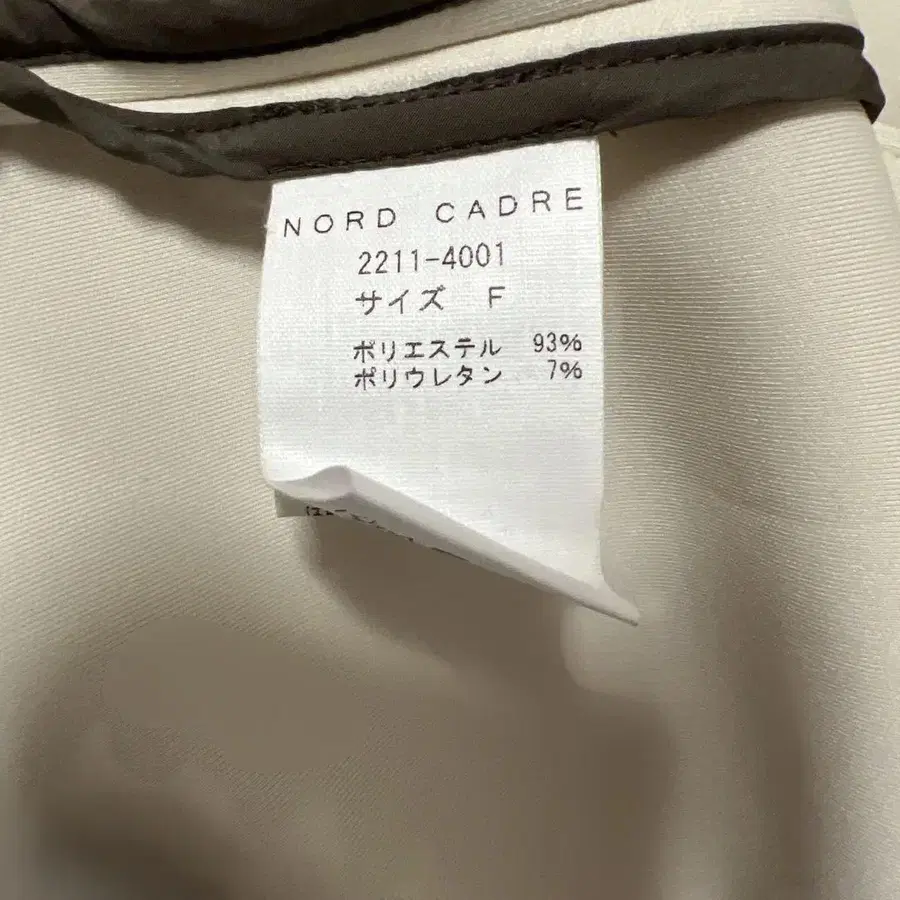 NORD CADRE
2211-4001
サイズ F
ポリエステル 93%
ポリウレタン 7%